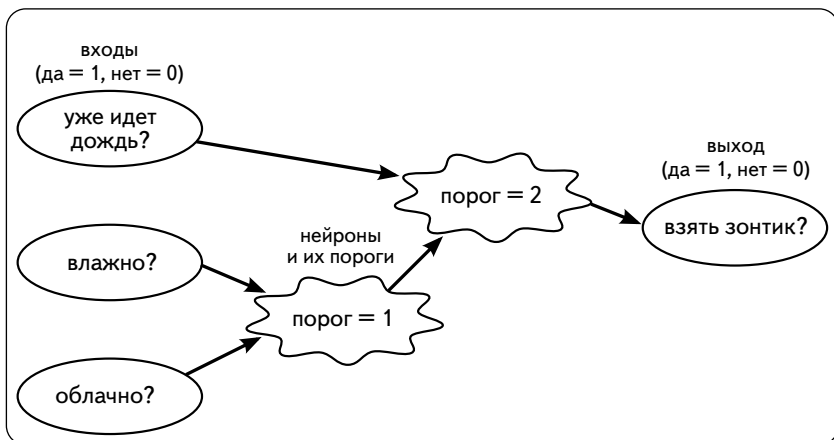 входы
(да = 1, нет = 0)
уже идет
дождь?
выход
(да = 1, нет = 0)
порог = 2
взять зонтик?
нейроны
и их пороги
влажно?
порог = 1
облачно?